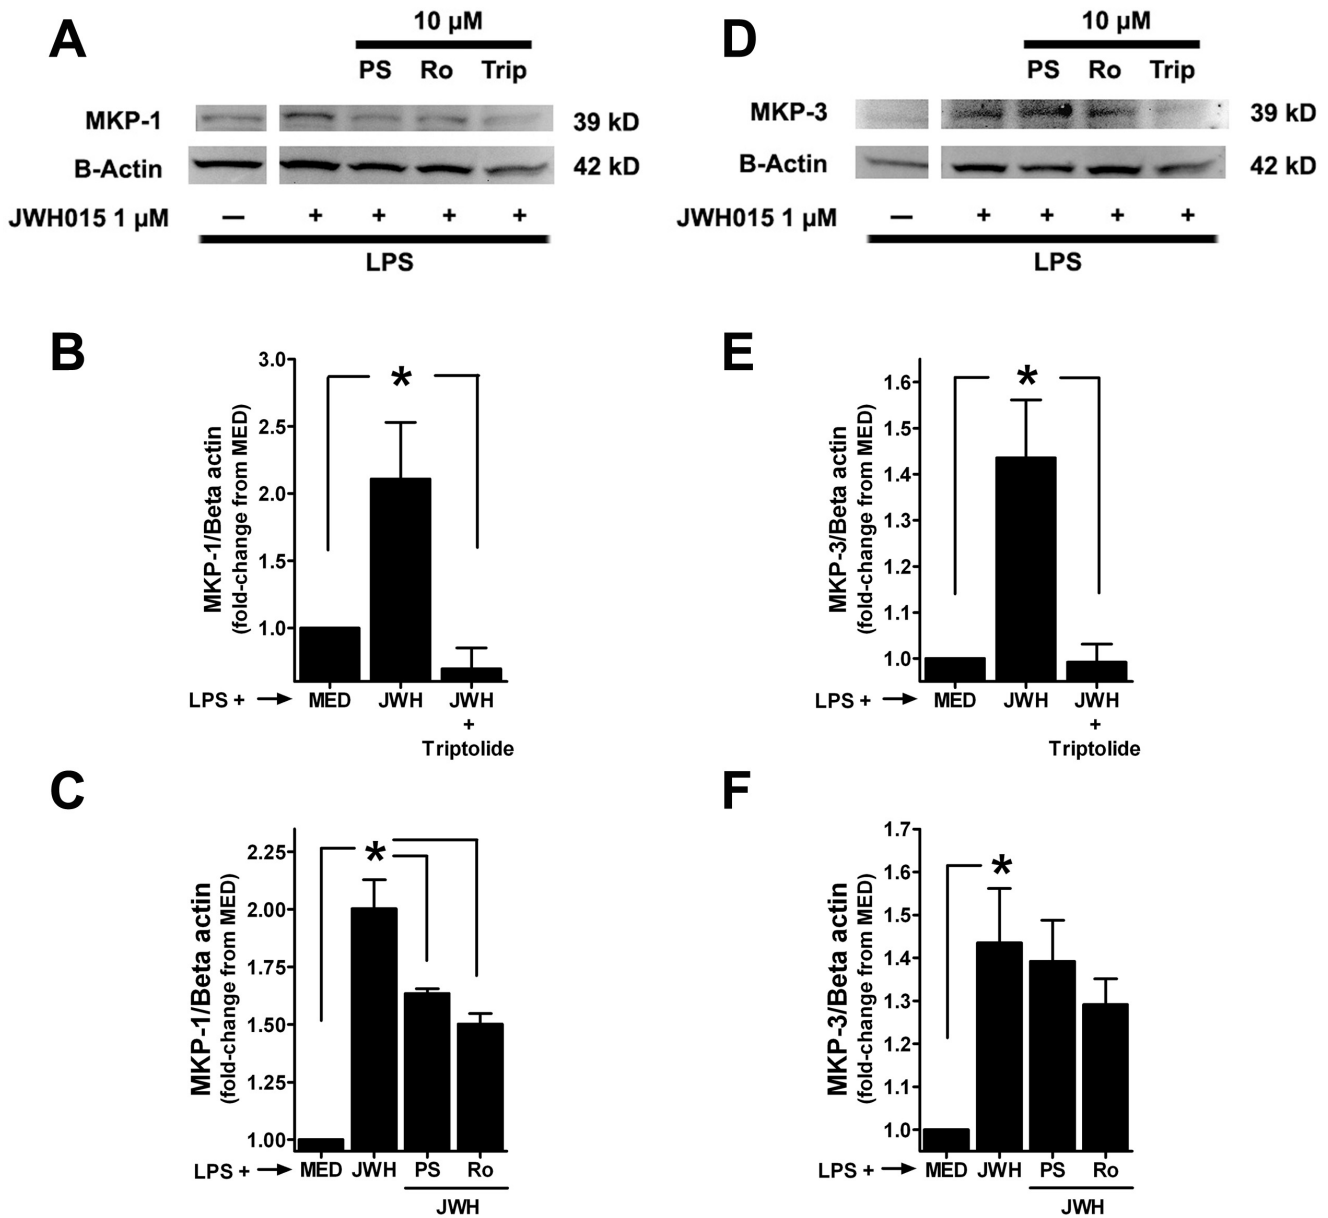 A
10 µM
PS Ro Trip
MKP-1 39 kD
B-Actin 42 kD
JWH015 1 µM — + + + +
LPS
D
10 µM
PS Ro Trip
MKP-3 39 kD
B-Actin 42 kD
JWH015 1 µM — + + + +
LPS
B
MKP-1/Beta actin
(fold-change from MED)
3.0
2.5
2.0
1.5
1.0
*
LPS + → MED JWH JWH
+
Triptolide
E
MKP-3/Beta actin
(fold-change from MED)
1.6
1.5
1.4
1.3
1.2
1.1
1.0
*
LPS + → MED JWH JWH
+
Triptolide
C
MKP-1/Beta actin
(fold-change from MED)
2.25
2.00
1.75
1.50
1.25
1.00
*
LPS + → MED JWH PS Ro
JWH
F
MKP-3/Beta actin
(fold-change from MED)
1.7
1.6
1.5
1.4
1.3
1.2
1.1
1.0
*
LPS + → MED JWH PS Ro
JWH